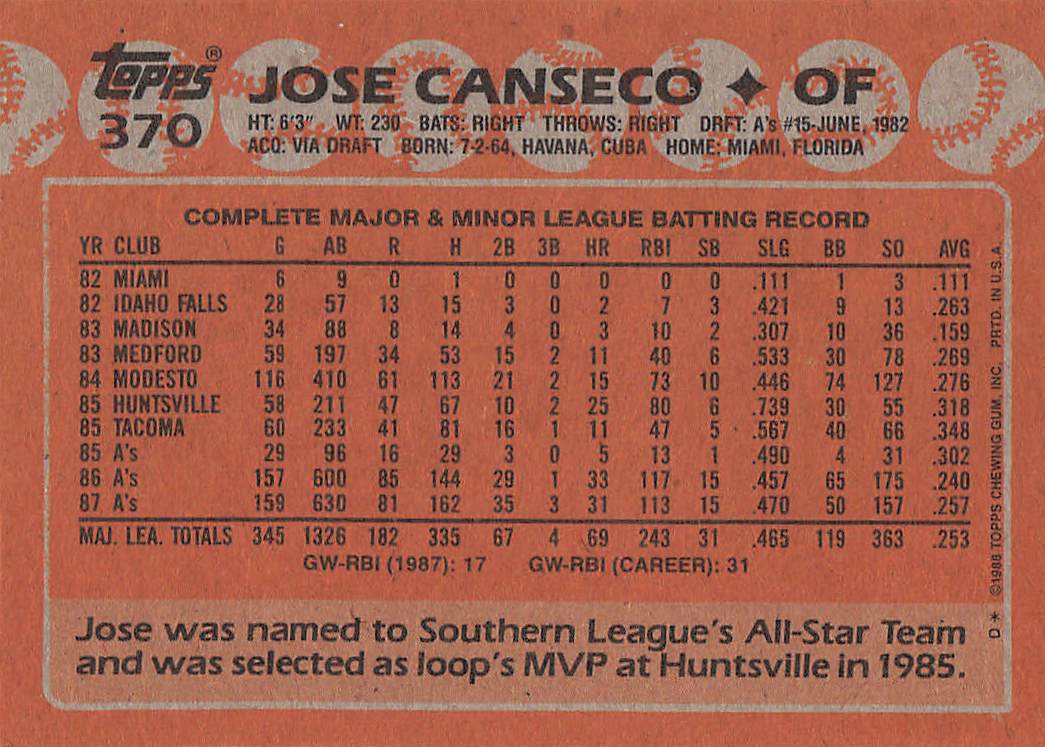 Topps®
370
JOSE CANSECO ✦ OF
HT: 6'3" WT: 230 BATS: RIGHT THROWS: RIGHT DRFT: A's #15-JUNE, 1982
ACQ: VIA DRAFT BORN: 7-2-64, HAVANA, CUBA HOME: MIAMI, FLORIDA
COMPLETE MAJOR & MINOR LEAGUE BATTING RECORD
YR CLUB G AB R H 2B 3B HR RBI SB SLG BB SO AVG
82 MIAMI 6 9 0 1 0 0 0 0 0 .111 1 3 .111
82 IDAHO FALLS 28 57 13 15 3 0 2 7 3 .421 9 13 .263
83 MADISON 34 88 8 14 4 0 3 10 2 .307 10 36 .159
83 MEDFORD 59 197 34 53 15 2 11 40 6 .533 30 78 .269
84 MODESTO 116 410 61 113 21 2 15 73 10 .446 74 127 .276
85 HUNTSVILLE 58 211 47 67 10 2 25 80 6 .739 30 55 .318
85 TACOMA 60 233 41 81 16 1 11 47 5 .567 40 66 .348
85 A's 29 96 16 29 3 0 5 13 1 .490 4 31 .302
86 A's 157 600 85 144 29 1 33 117 15 .457 65 175 .240
87 A's 159 630 81 162 35 3 31 113 15 .470 50 157 .257
MAJ. LEA. TOTALS 345 1326 182 335 67 4 69 243 31 .465 119 363 .253
GW-RBI (1987): 17 GW-RBI (CAREER): 31
Jose was named to Southern League's All-Star Team
and was selected as loop's MVP at Huntsville in 1985.
D* ©1988 TOPPS CHEWING GUM, INC. PRTD. IN U.S.A.